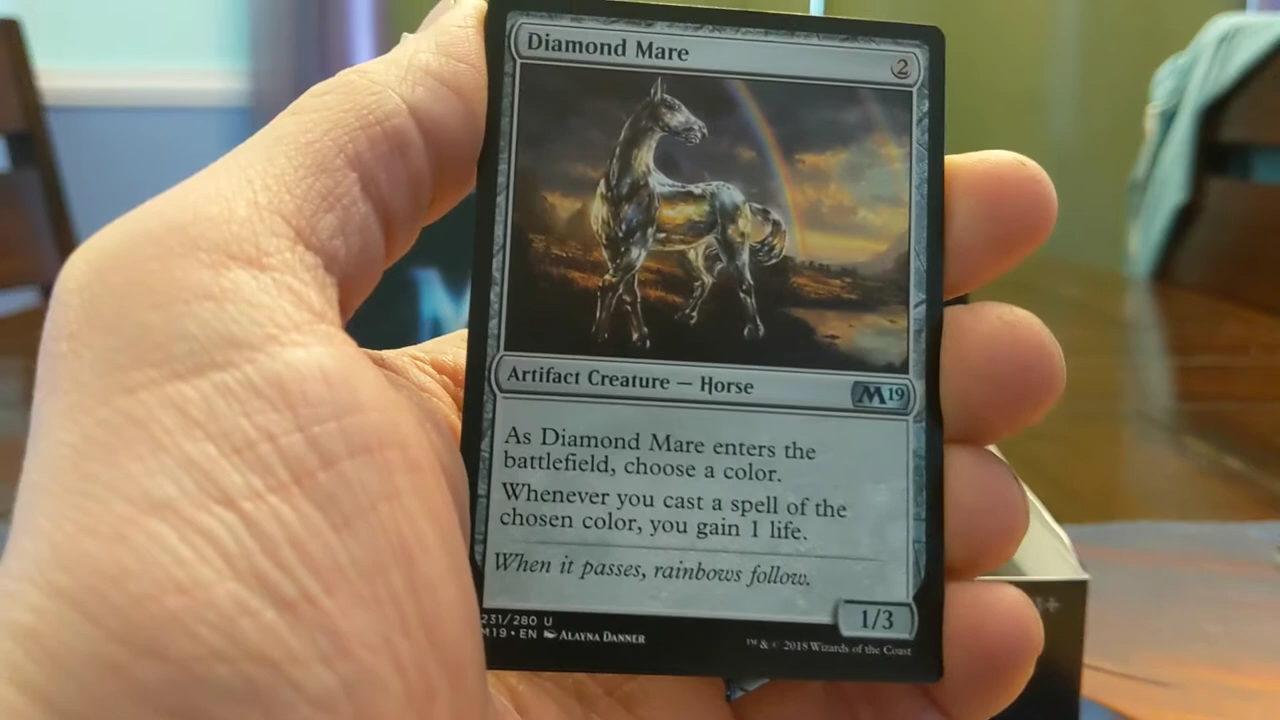 Diamond Mare
2
Artifact Creature — Horse
M19
As Diamond Mare enters the
battlefield, choose a color.
Whenever you cast a spell of the
chosen color, you gain 1 life.
When it passes, rainbows follow.
1/3
231/280 U
M19 • EN ALAYNA DANNER
™ & © 2018 Wizards of the Coast